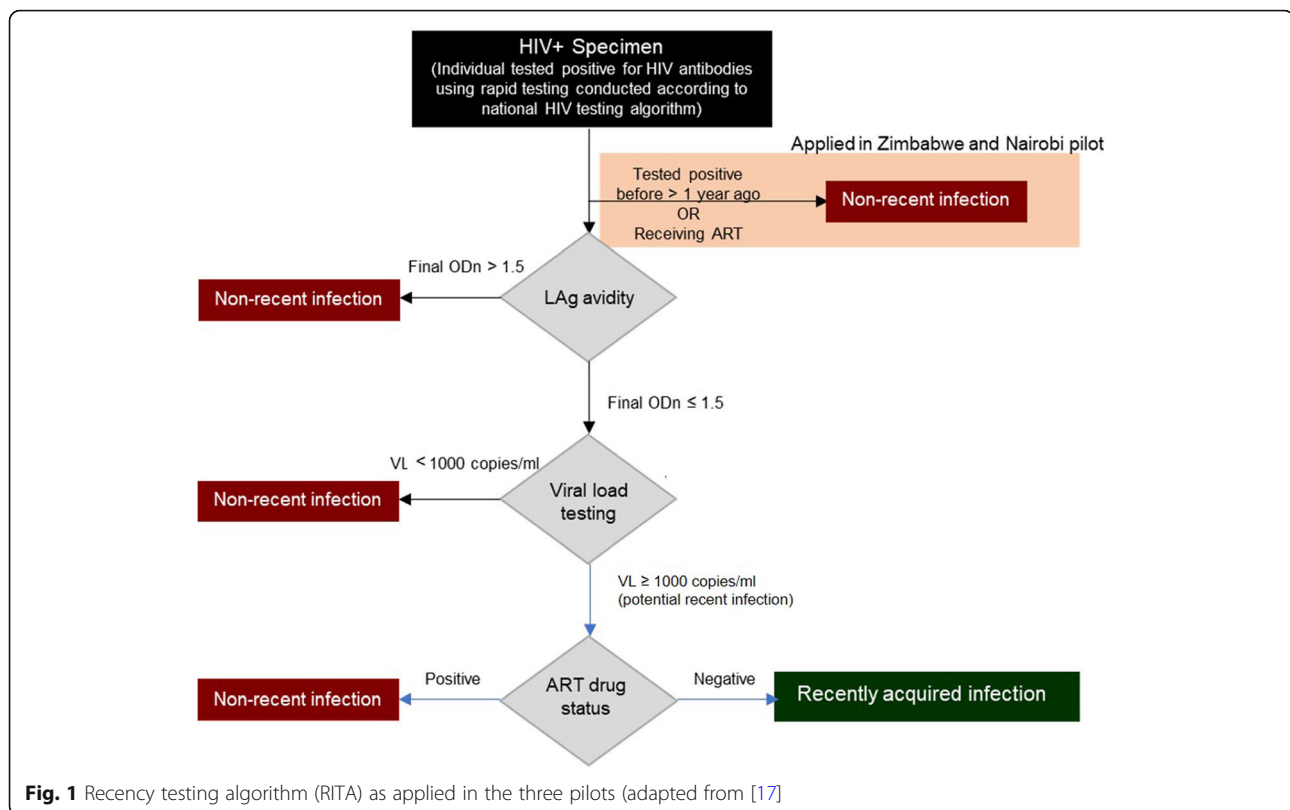 HIV+ Specimen
(Individual tested positive for HIV antibodies
using rapid testing conducted according to
national HIV testing algorithm)
Applied in Zimbabwe and Nairobi pilot
Tested positive
before > 1 year ago
OR
Receiving ART
Non-recent infection
Final ODn > 1.5
Non-recent infection
LAg avidity
Final ODn ≤ 1.5
VL < 1000 copies/ml
Non-recent infection
Viral load
testing
VL ≥ 1000 copies/ml
(potential recent infection)
Positive
Non-recent infection
ART drug
status
Negative
Recently acquired infection
Fig. 1 Recency testing algorithm (RITA) as applied in the three pilots (adapted from [17]